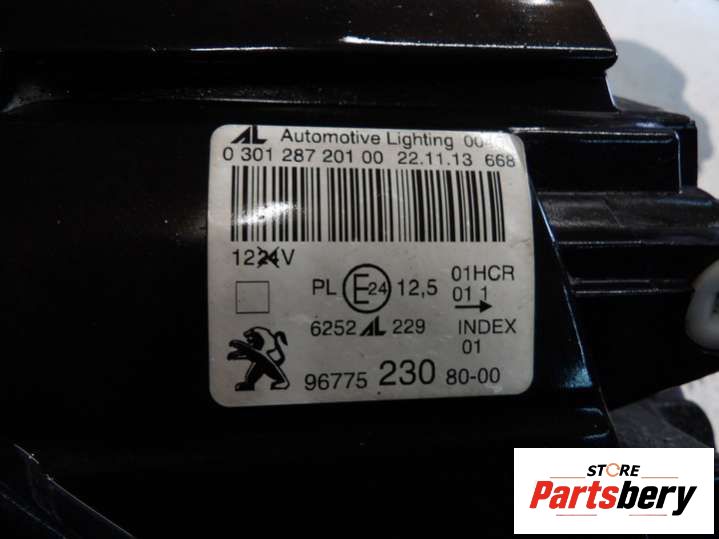 AL Automotive Lighting 00
0 301 287 201 00 22.11.13 668
1224V
PL E24 12,5 01HCR
01 1
6252 AL 229 INDEX
01
96775 230 80-00
STORE
Partsbery